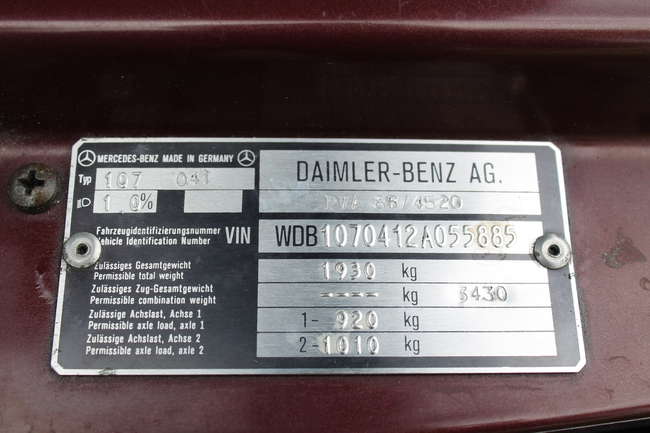 MERCEDES-BENZ MADE IN GERMANY
DAIMLER-BENZ AG.
Typ 107 041
1 0%
Fahrzeugidentifizierungsnummer
Vehicle Identification Number VIN WDB1070412A055885
Zulässiges Gesamtgewicht
Permissible total weight 1930 kg
Zulässiges Zug-Gesamtgewicht
Permissible combination weight ---- kg 3430
Zulässige Achslast, Achse 1
Permissible axle load, axle 1 1- 920 kg
Zulässige Achslast, Achse 2
Permissible axle load, axle 2 2-1010 kg